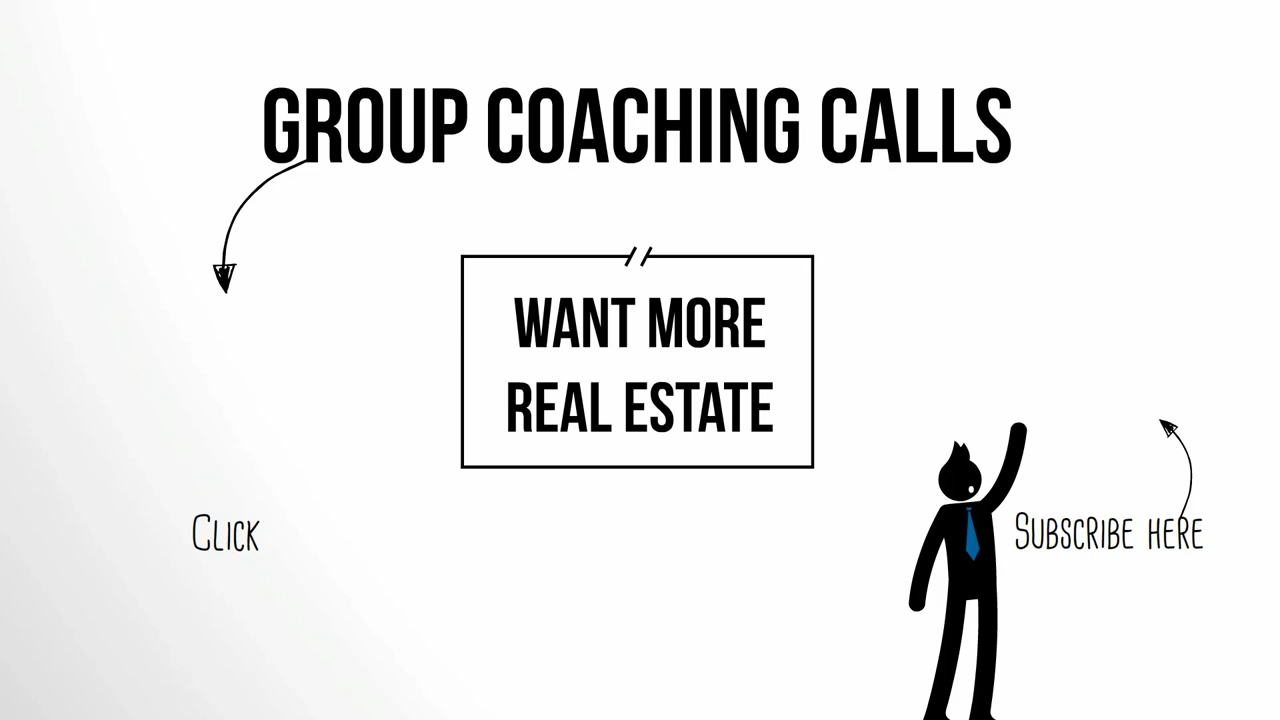 GROUP COACHING CALLS
WANT MORE
REAL ESTATE
Click
Subscribe here